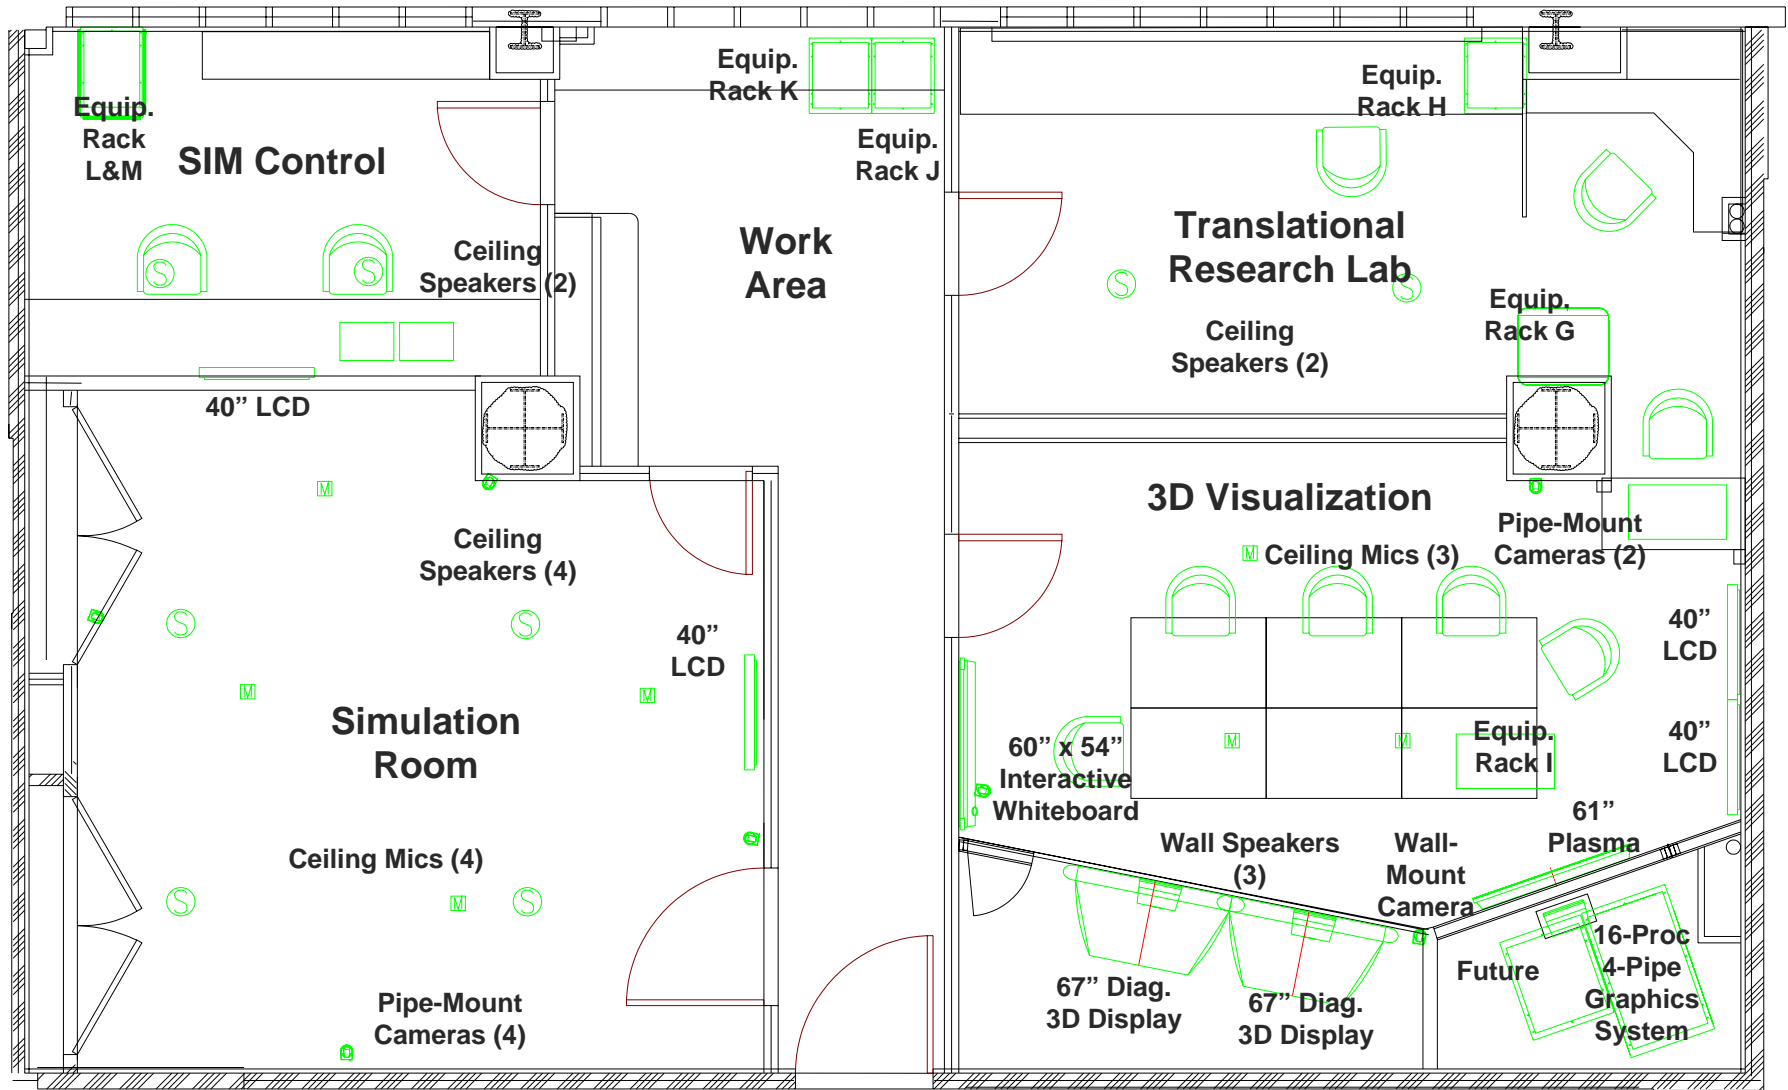 Equip.
Rack
L&M
SIM Control
Ceiling
Speakers (2)
40” LCD
Equip.
Rack K
Equip.
Rack J
Work
Area
Equip.
Rack H
Translational
Research Lab
S
S
S
S
Ceiling
Speakers (2)
Equip.
Rack G
M
Ceiling
Speakers (4)
S
S
40”
LCD
M
M
Simulation
Room
Ceiling Mics (4)
S
M
S
Pipe-Mount
Cameras (4)
3D Visualization
Pipe-Mount
Cameras (2)
M
Ceiling Mics (3)
40”
LCD
60” x 54”
Interactive
Whiteboard
M
M
Equip.
Rack I
40”
LCD
61”
Plasma
Wall Speakers
(3)
Wall-
Mount
Camera
67” Diag.
3D Display
67” Diag.
3D Display
Future
16-Proc
4-Pipe
Graphics
System